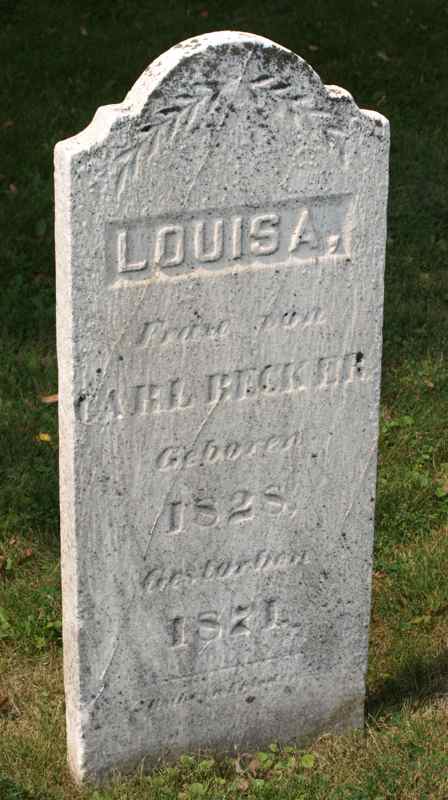 LOUISA,
Frau von
CARL BECKER
Geboren
1828.
Gestorben
1871.